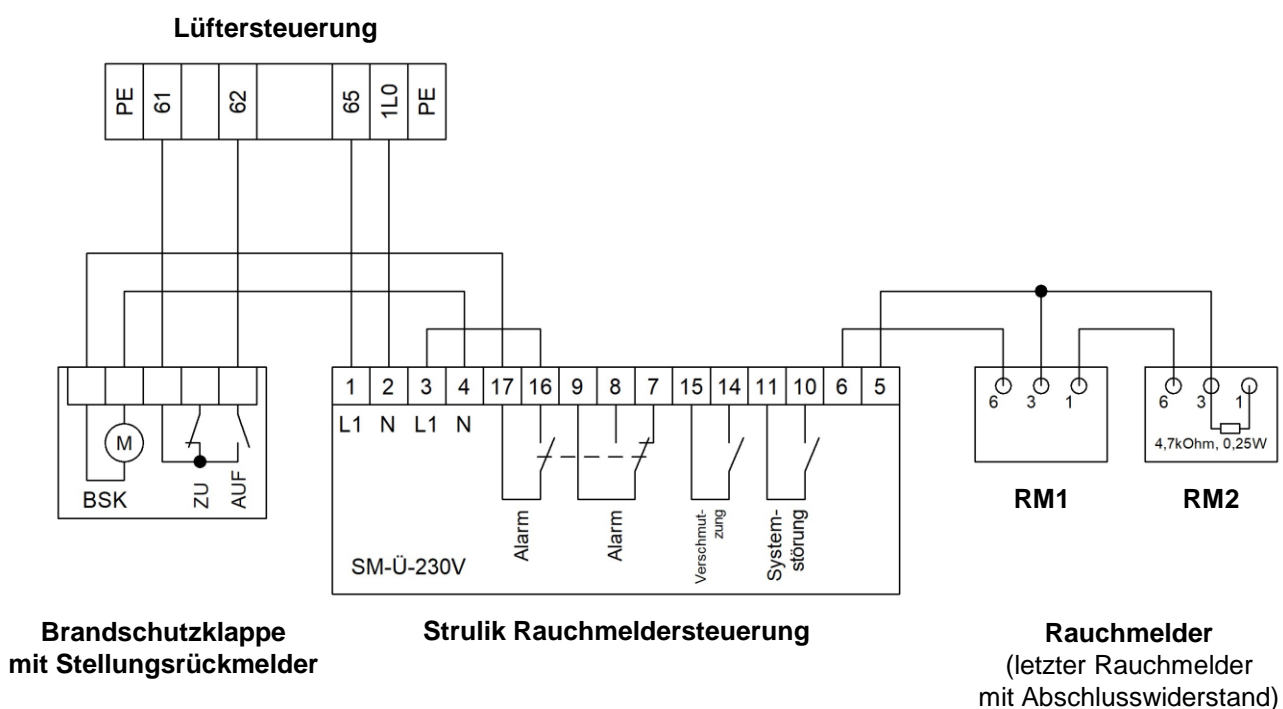 Lüftersteuerung
PE 61 62 65 1L0 PE
1 2 3 4 17 16 9 8 7 15 14 11 10 6 5
L1 N L1 N
M
BSK
ZU
AUF
Alarm
Alarm
Verschmut-
zung
System-
störung
SM-Ü-230V
6 3 1
6 3 1
4,7kOhm, 0,25W
RM1
RM2
Brandschutzklappe
mit Stellungsrückmelder
Strulik Rauchmeldersteuerung
Rauchmelder
(letzter Rauchmelder
mit Abschlusswiderstand)